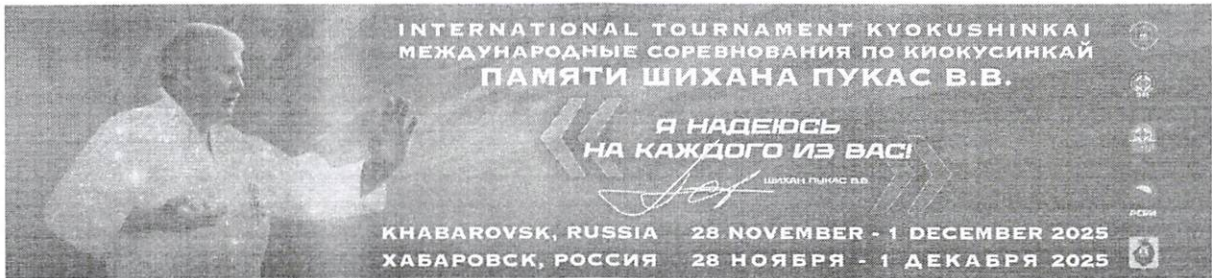 INTERNATIONAL TOURNAMENT KYOKUSHINKAI
МЕЖДУНАРОДНЫЕ СОРЕВНОВАНИЯ ПО КИОКУСИНКАЙ
ПАМЯТИ ШИХАНА ПУКАС В.В.
Я НАДЕЮСЬ
НА КАЖДОГО ИЗ ВАС!
ШИХАН ПУКАС В.В.
KHABAROVSK, RUSSIA 28 NOVEMBER - 1 DECEMBER 2025
ХАБАРОВСК, РОССИЯ 28 НОЯБРЯ - 1 ДЕКАБРЯ 2025